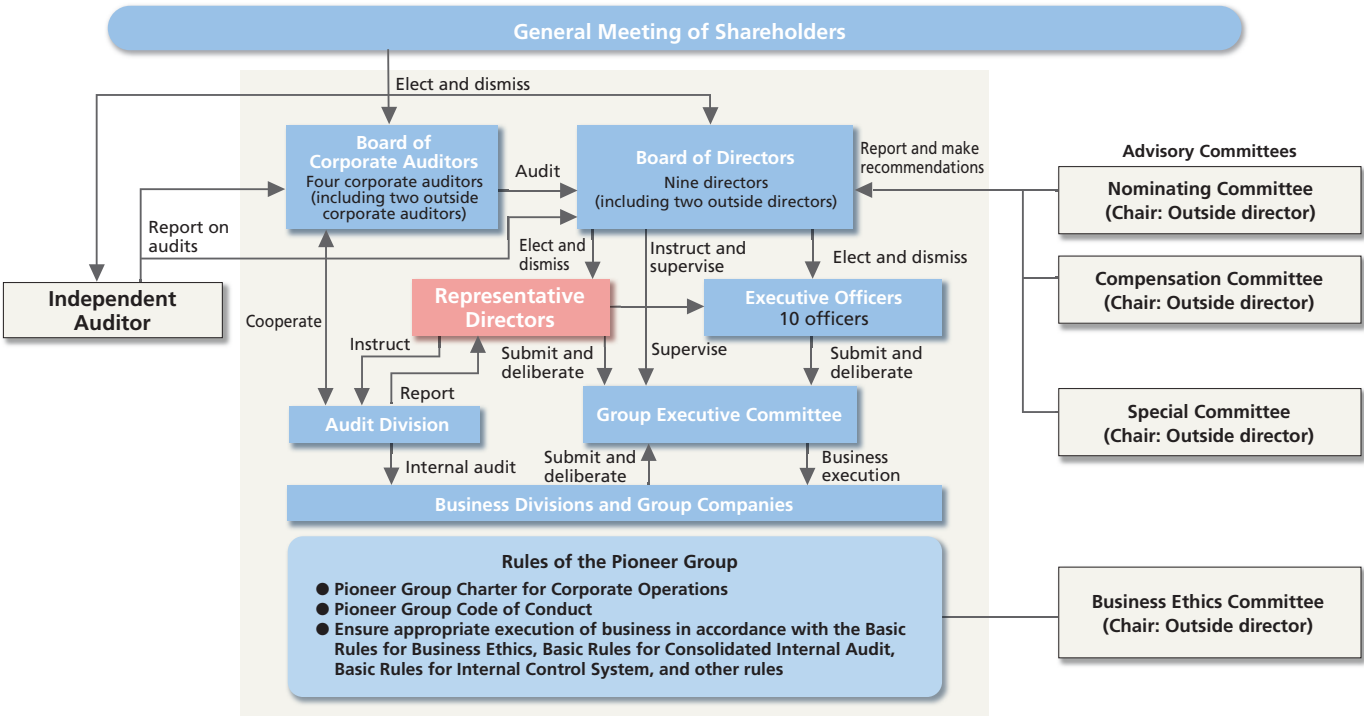 General Meeting of Shareholders
Elect and dismiss
Board of
Corporate Auditors
Four corporate auditors
(including two outside
corporate auditors)
Audit
Board of Directors
Nine directors
(including two outside directors)
Report and make
recommendations
Advisory Committees
Nominating Committee
(Chair: Outside director)
Report on
audits
Elect and
dismiss
Instruct and
supervise
Elect and dismiss
Compensation Committee
(Chair: Outside director)
Independent
Auditor
Cooperate
Representative
Directors
Executive Officers
10 officers
Instruct
Report
Submit and
deliberate
Supervise
Submit and
deliberate
Audit Division
Group Executive Committee
Special Committee
(Chair: Outside director)
Internal audit
Submit and
deliberate
Business
execution
Business Divisions and Group Companies
Rules of the Pioneer Group
● Pioneer Group Charter for Corporate Operations
● Pioneer Group Code of Conduct
● Ensure appropriate execution of business in accordance with the Basic
Rules for Business Ethics, Basic Rules for Consolidated Internal Audit,
Basic Rules for Internal Control System, and other rules
Business Ethics Committee
(Chair: Outside director)